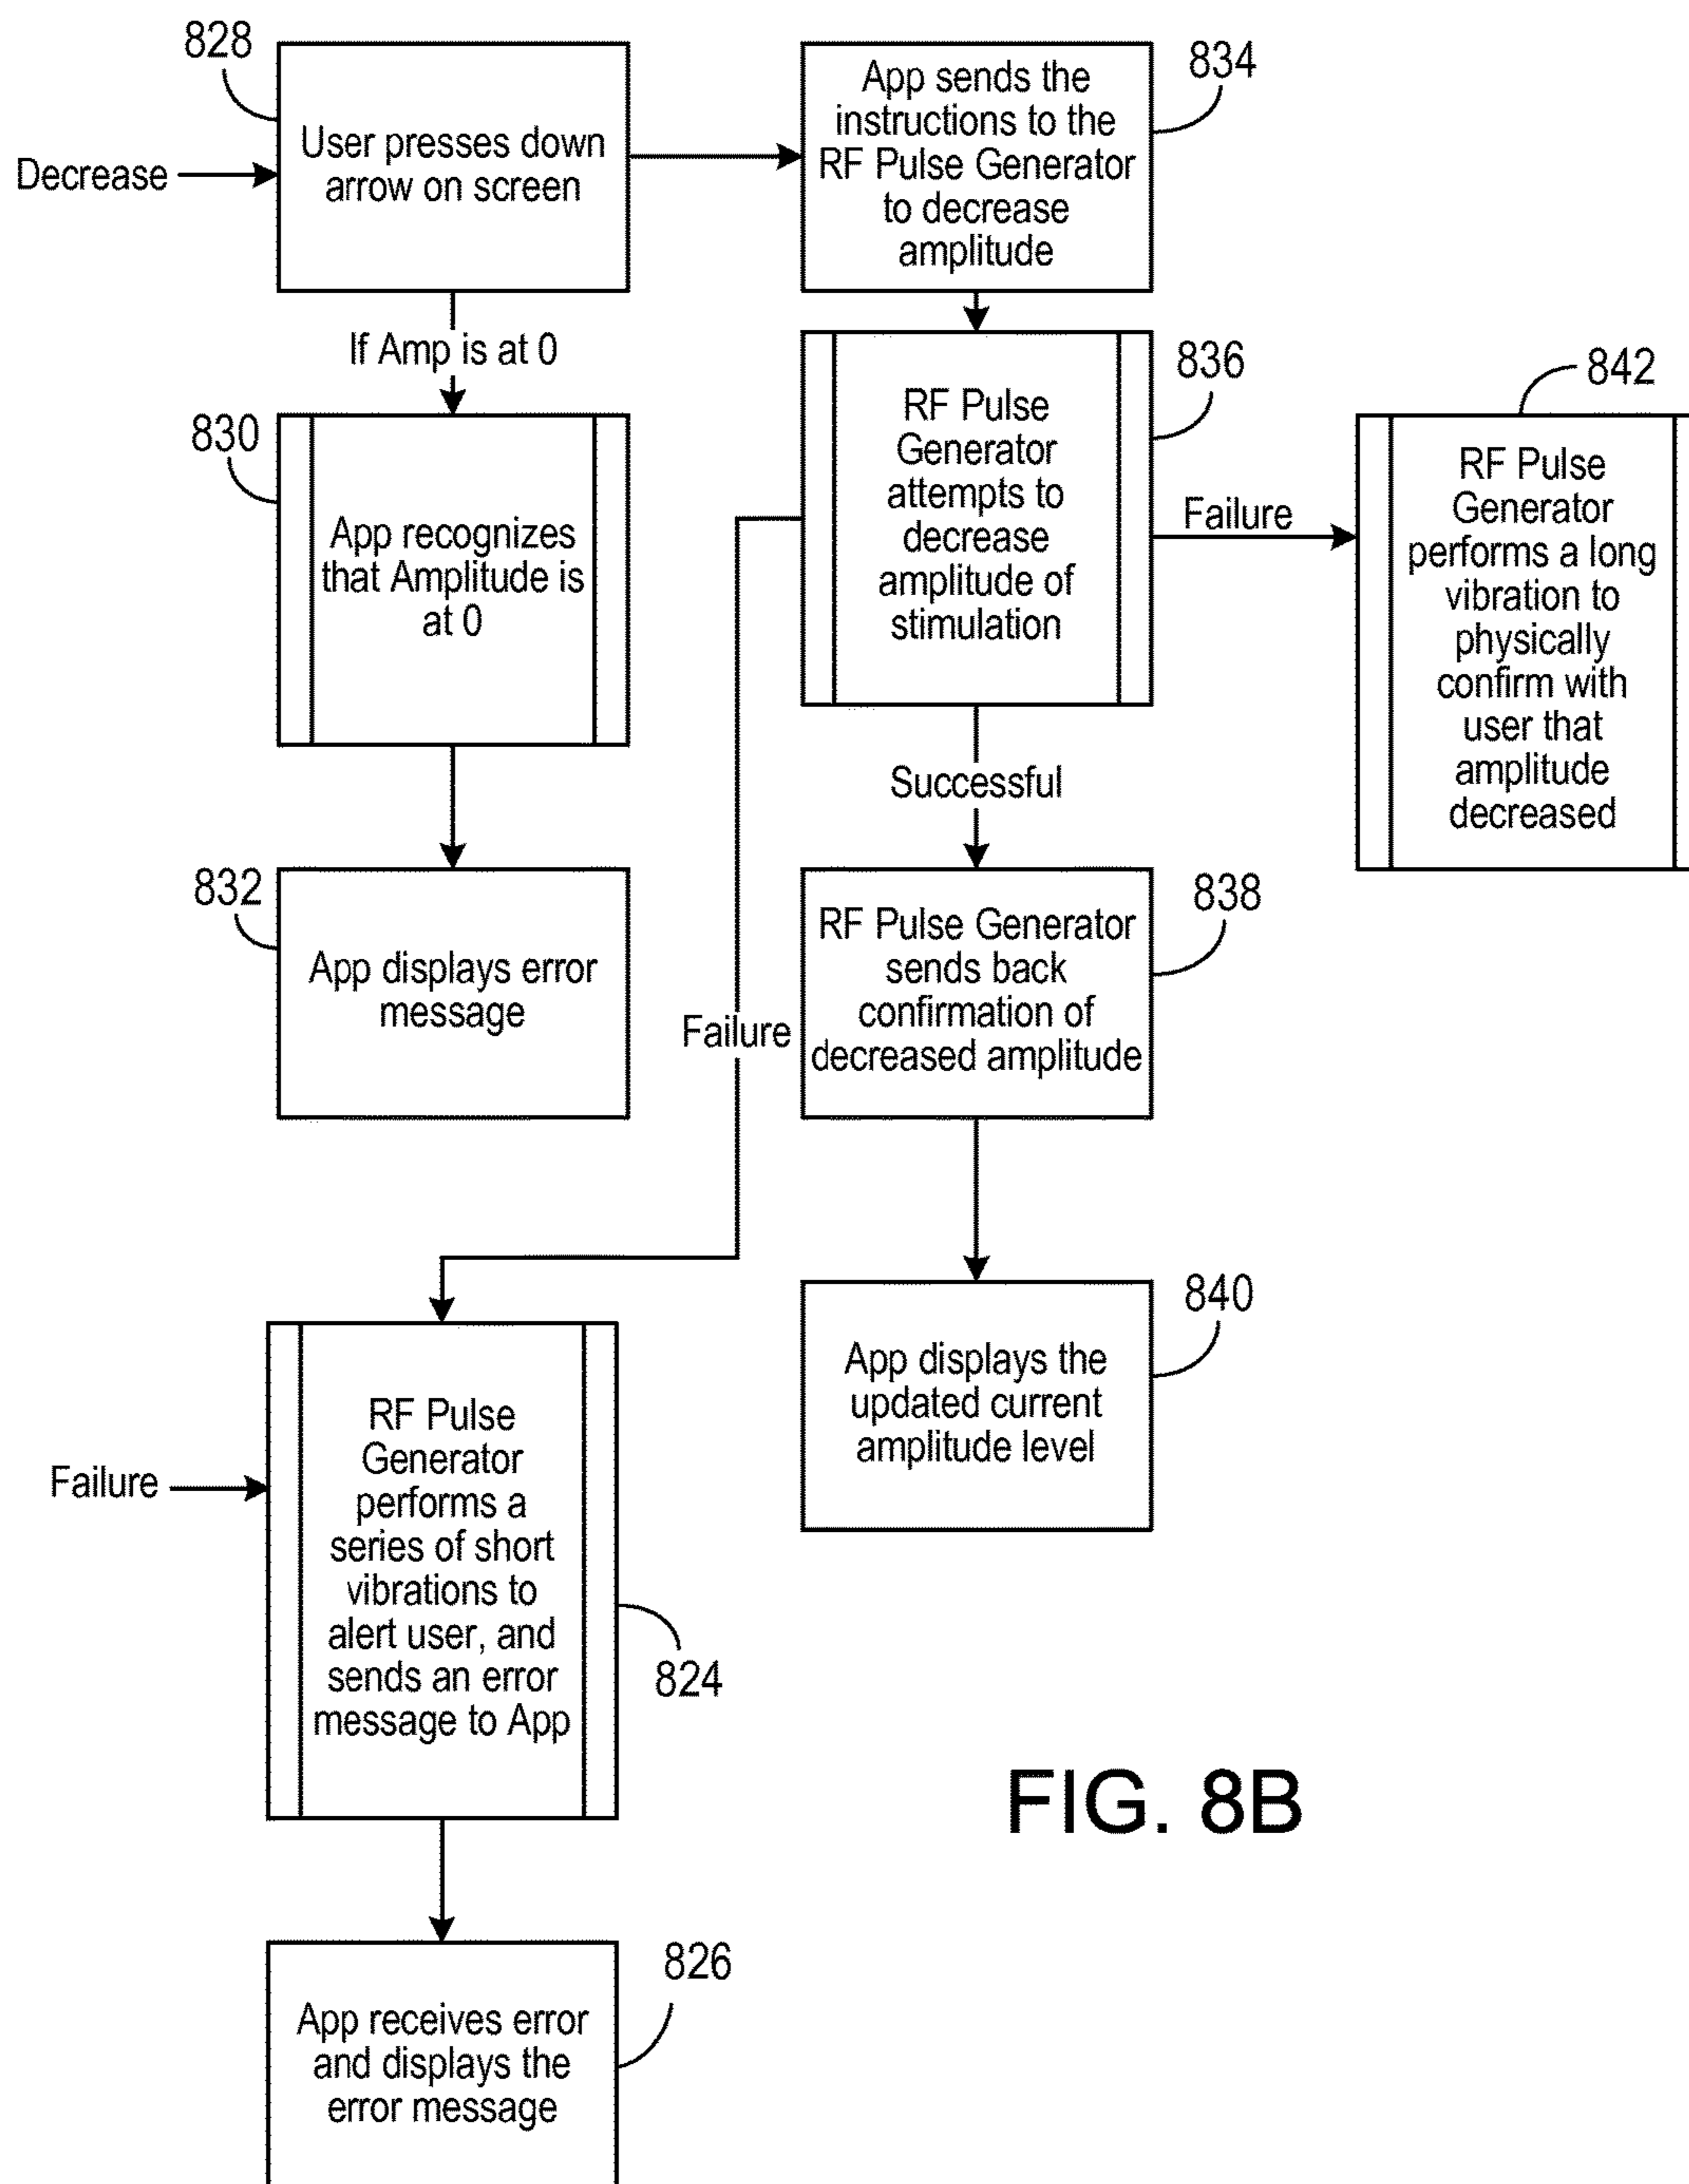 828
Decrease
User presses down
arrow on screen
834
App sends the
instructions to the
RF Pulse Generator
to decrease
amplitude
If Amp is at 0
830
App recognizes
that Amplitude is
at 0
832
App displays error
message
836
RF Pulse
Generator
attempts to
decrease
amplitude of
stimulation
Failure
842
RF Pulse
Generator
performs a long
vibration to
physically
confirm with
user that
amplitude
decreased
Successful
838
RF Pulse Generator
sends back
confirmation of
decreased amplitude
Failure
840
App displays the
updated current
amplitude level
Failure
RF Pulse
Generator
performs a
series of short
vibrations to
alert user, and
sends an error
message to App
824
826
App receives error
and displays the
error message
FIG. 8B